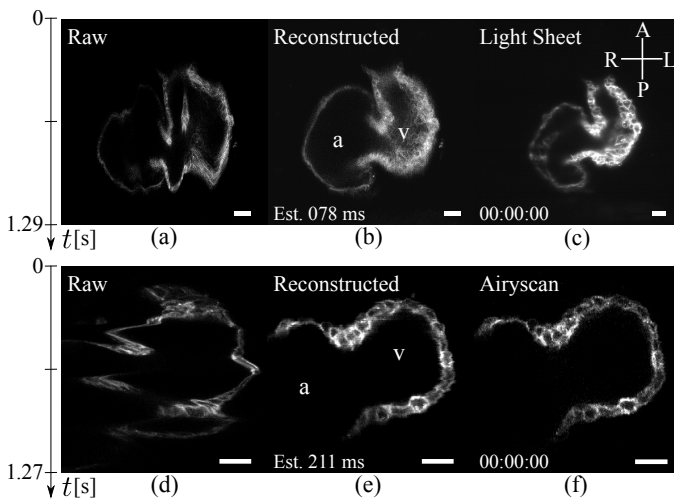 0
Raw
Reconstructed
Light Sheet
A
R
L
P
a
v
Est. 078 ms
00:00:00
1.29
t[s]
(a)
(b)
(c)
0
Raw
Reconstructed
Airyscan
a
v
Est. 211 ms
00:00:00
1.27
t[s]
(d)
(e)
(f)